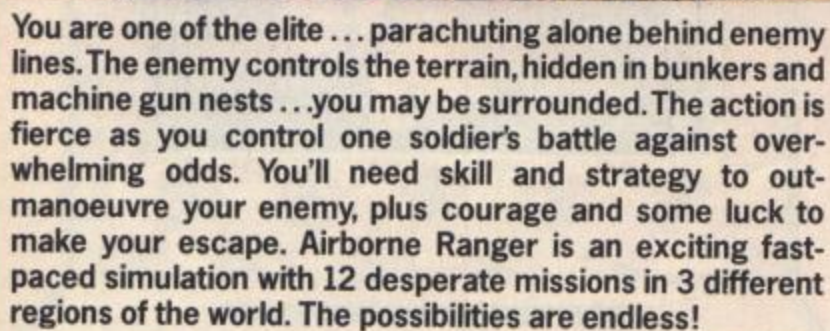 You are one of the elite ... parachuting alone behind enemy
lines. The enemy controls the terrain, hidden in bunkers and
machine gun nests ... you may be surrounded. The action is
fierce as you control one soldier's battle against over-
whelming odds. You'll need skill and strategy to out-
manoeuvre your enemy, plus courage and some luck to
make your escape. Airborne Ranger is an exciting fast-
paced simulation with 12 desperate missions in 3 different
regions of the world. The possibilities are endless!